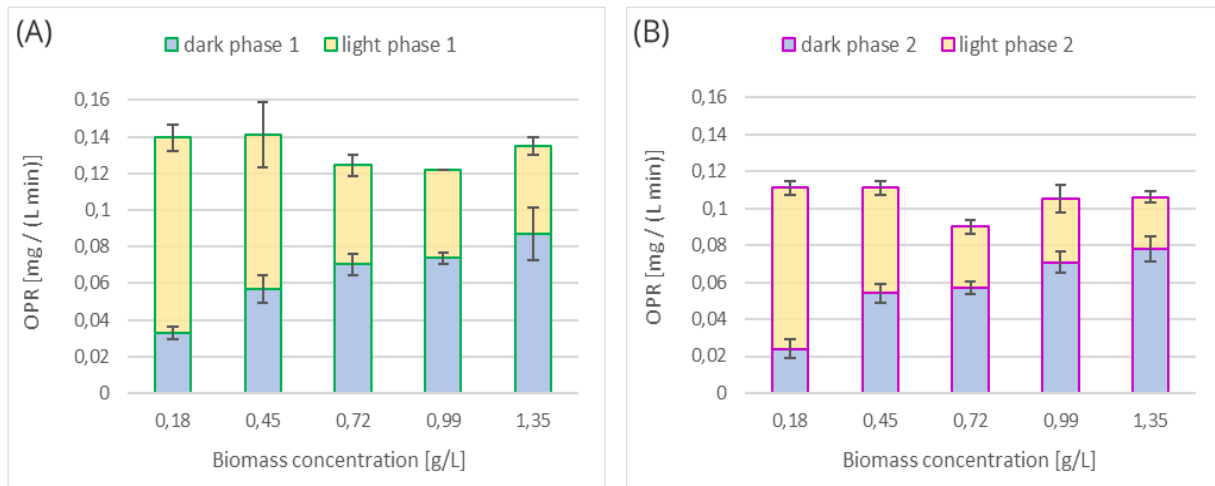 (A)
dark phase 1 light phase 1
0,16
0,14
0,12
0,1
0,08
0,06
0,04
0,02
0
OPR [mg / (L min)]
0,18 0,45 0,72 0,99 1,35
Biomass concentration [g/L]
(B)
dark phase 2 light phase 2
0,16
0,14
0,12
0,1
0,08
0,06
0,04
0,02
0
OPR [mg / (L min)]
0,18 0,45 0,72 0,99 1,35
Biomass concentration [g/L]